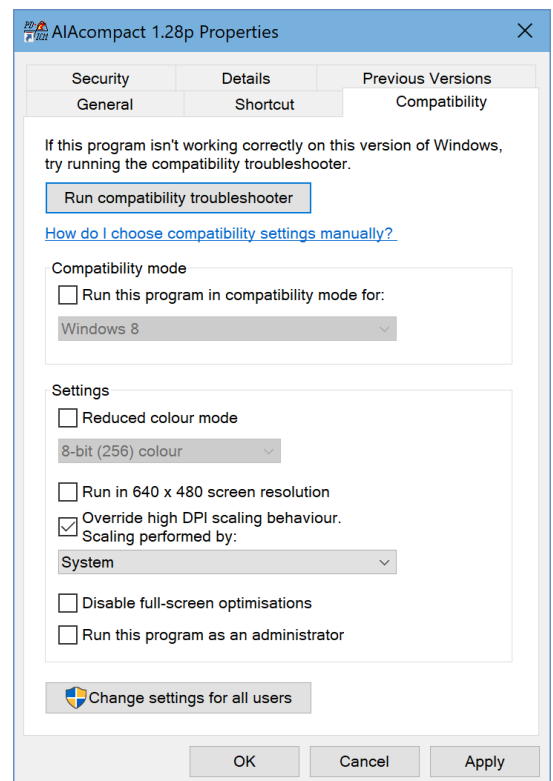 AIAcompact 1.28p Properties
Security Details Previous Versions
General Shortcut Compatibility
If this program isn't working correctly on this version of Windows,
try running the compatibility troubleshooter.
Run compatibility troubleshooter
How do I choose compatibility settings manually?
Compatibility mode
Run this program in compatibility mode for:
Windows 8
Settings
Reduced colour mode
8-bit (256) colour
Run in 640 x 480 screen resolution
Override high DPI scaling behaviour.
Scaling performed by:
System
Disable full-screen optimisations
Run this program as an administrator
Change settings for all users
OK Cancel Apply